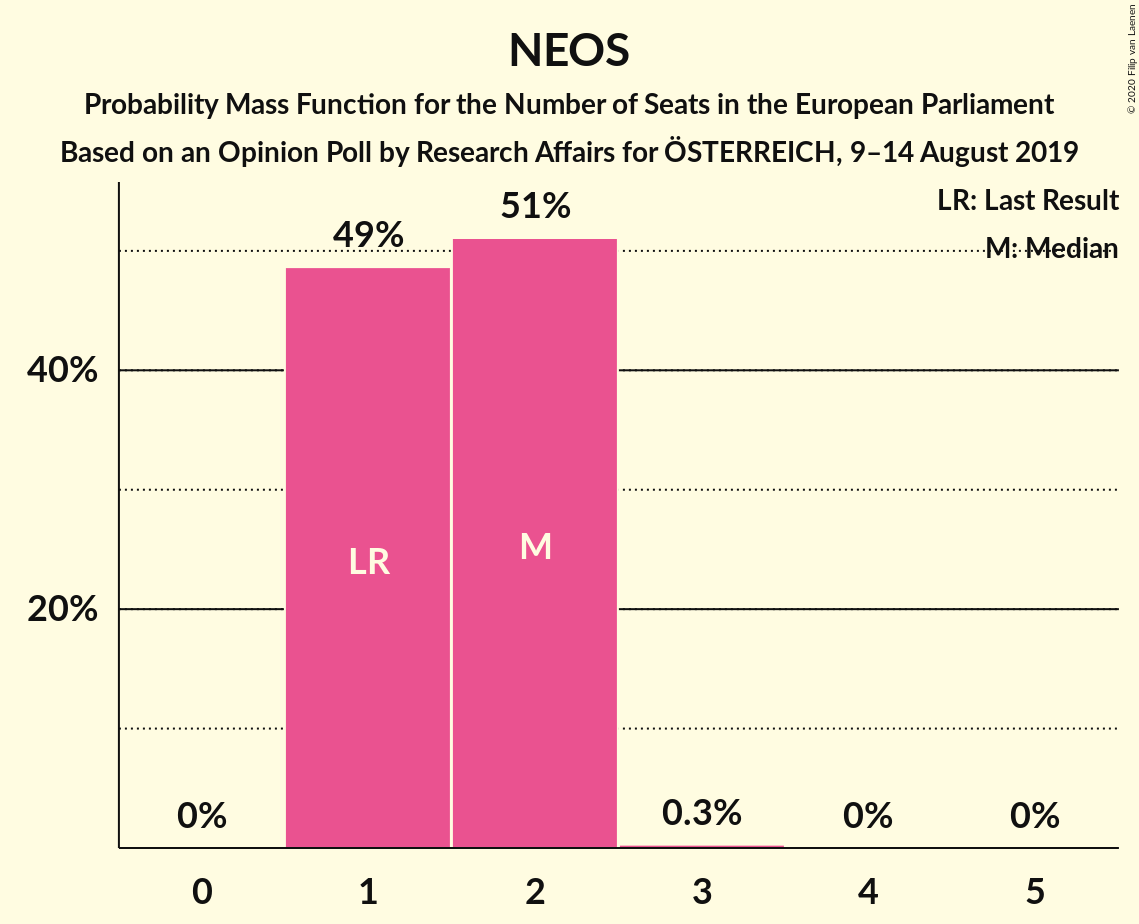 NEOS
Probability Mass Function for the Number of Seats in the European Parliament
Based on an Opinion Poll by Research Affairs for ÖSTERREICH, 9–14 August 2019
© 2020 Filip van Laenen
LR: Last Result
M: Median
51%
49%
40%
LR
M
20%
0%
0.3%
0%
0%
0
1
2
3
4
5